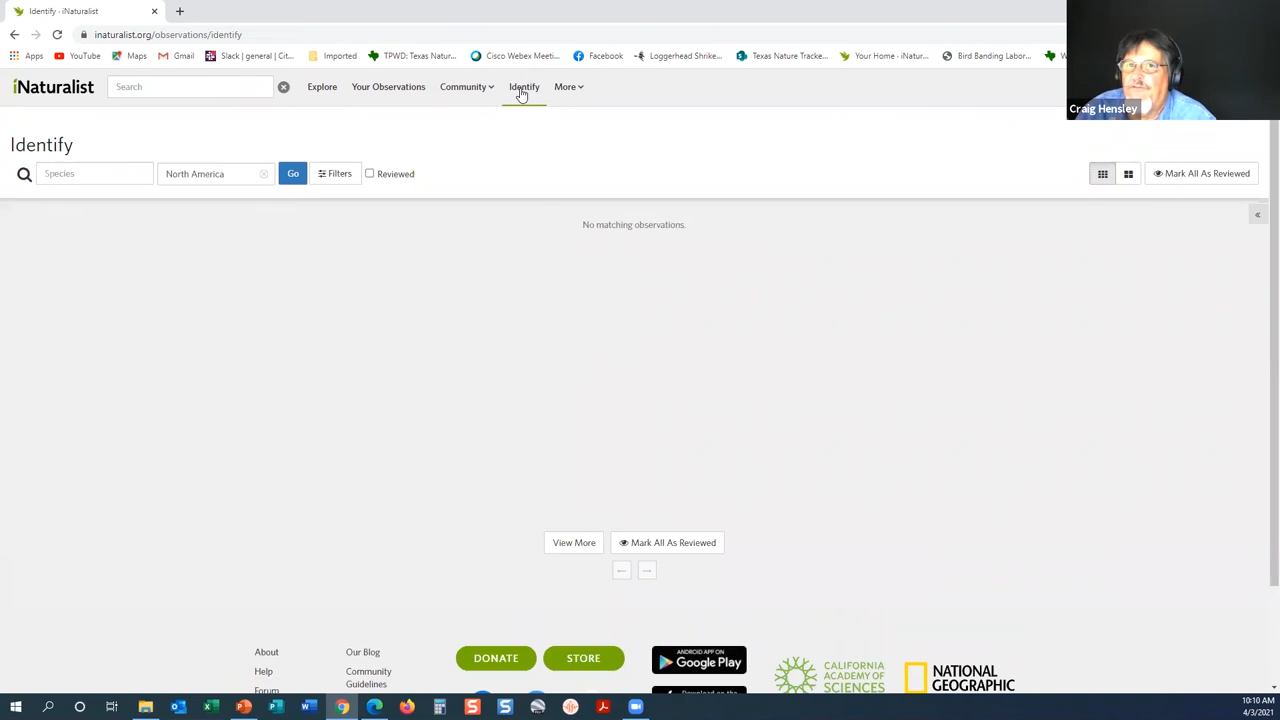 Identify · iNaturalist
inaturalist.org/observations/identify
Apps YouTube Maps Gmail Slack | general | Cit... Imported TPWD: Texas Natur... Cisco Webex Meeti... Facebook Loggerhead Shrike... Texas Nature Tracke... Your Home · iNatur... Bird Banding Labor...
iNaturalist Search Explore Your Observations Community Identify More
Craig Hensley
Identify
Species North America Go Filters Reviewed Mark All As Reviewed
No matching observations.
View More Mark All As Reviewed
About Our Blog DONATE STORE ANDROID APP ON Google Play
Help Community Guidelines
CALIFORNIA ACADEMY OF SCIENCES
NATIONAL GEOGRAPHIC
Forum
10:10 AM
4/3/2021